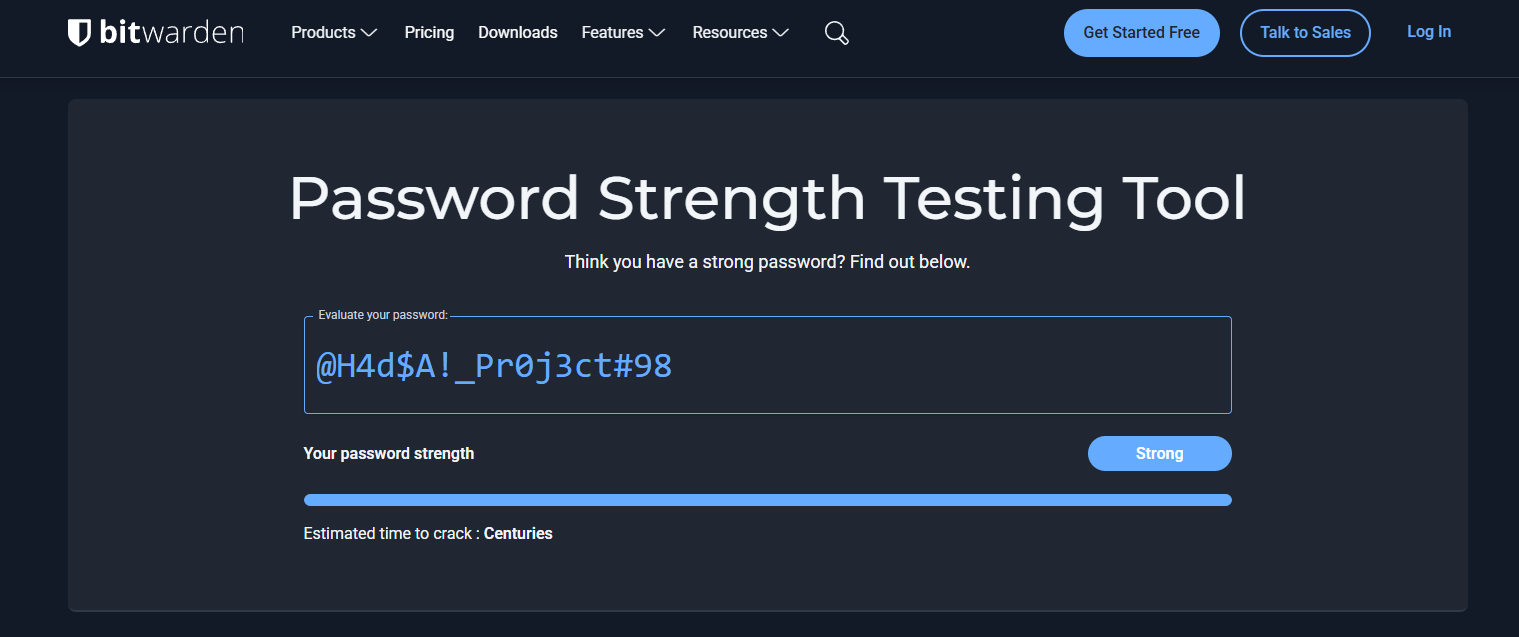 bitwarden Products Pricing Downloads Features Resources Get Started Free Talk to Sales Log In
Password Strength Testing Tool
Think you have a strong password? Find out below.
Evaluate your password:
@H4d$A!_Pr0j3ct#98
Your password strength Strong
Estimated time to crack : Centuries